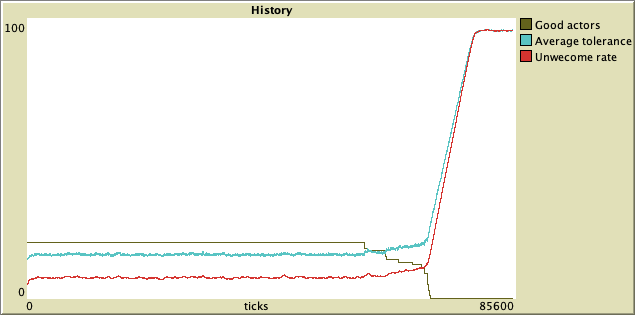 History
100
Good actors
Average tolerance
Unwecome rate
0
0 ticks 85600